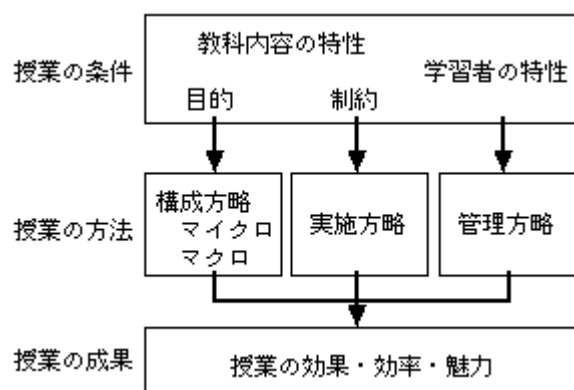 教科内容の特性
授業の条件
学習者の特性
目的
制約
授業の方法
構成方略
マイクロ
マクロ
実施方略
管理方略
授業の成果
授業の効果・効率・魅力